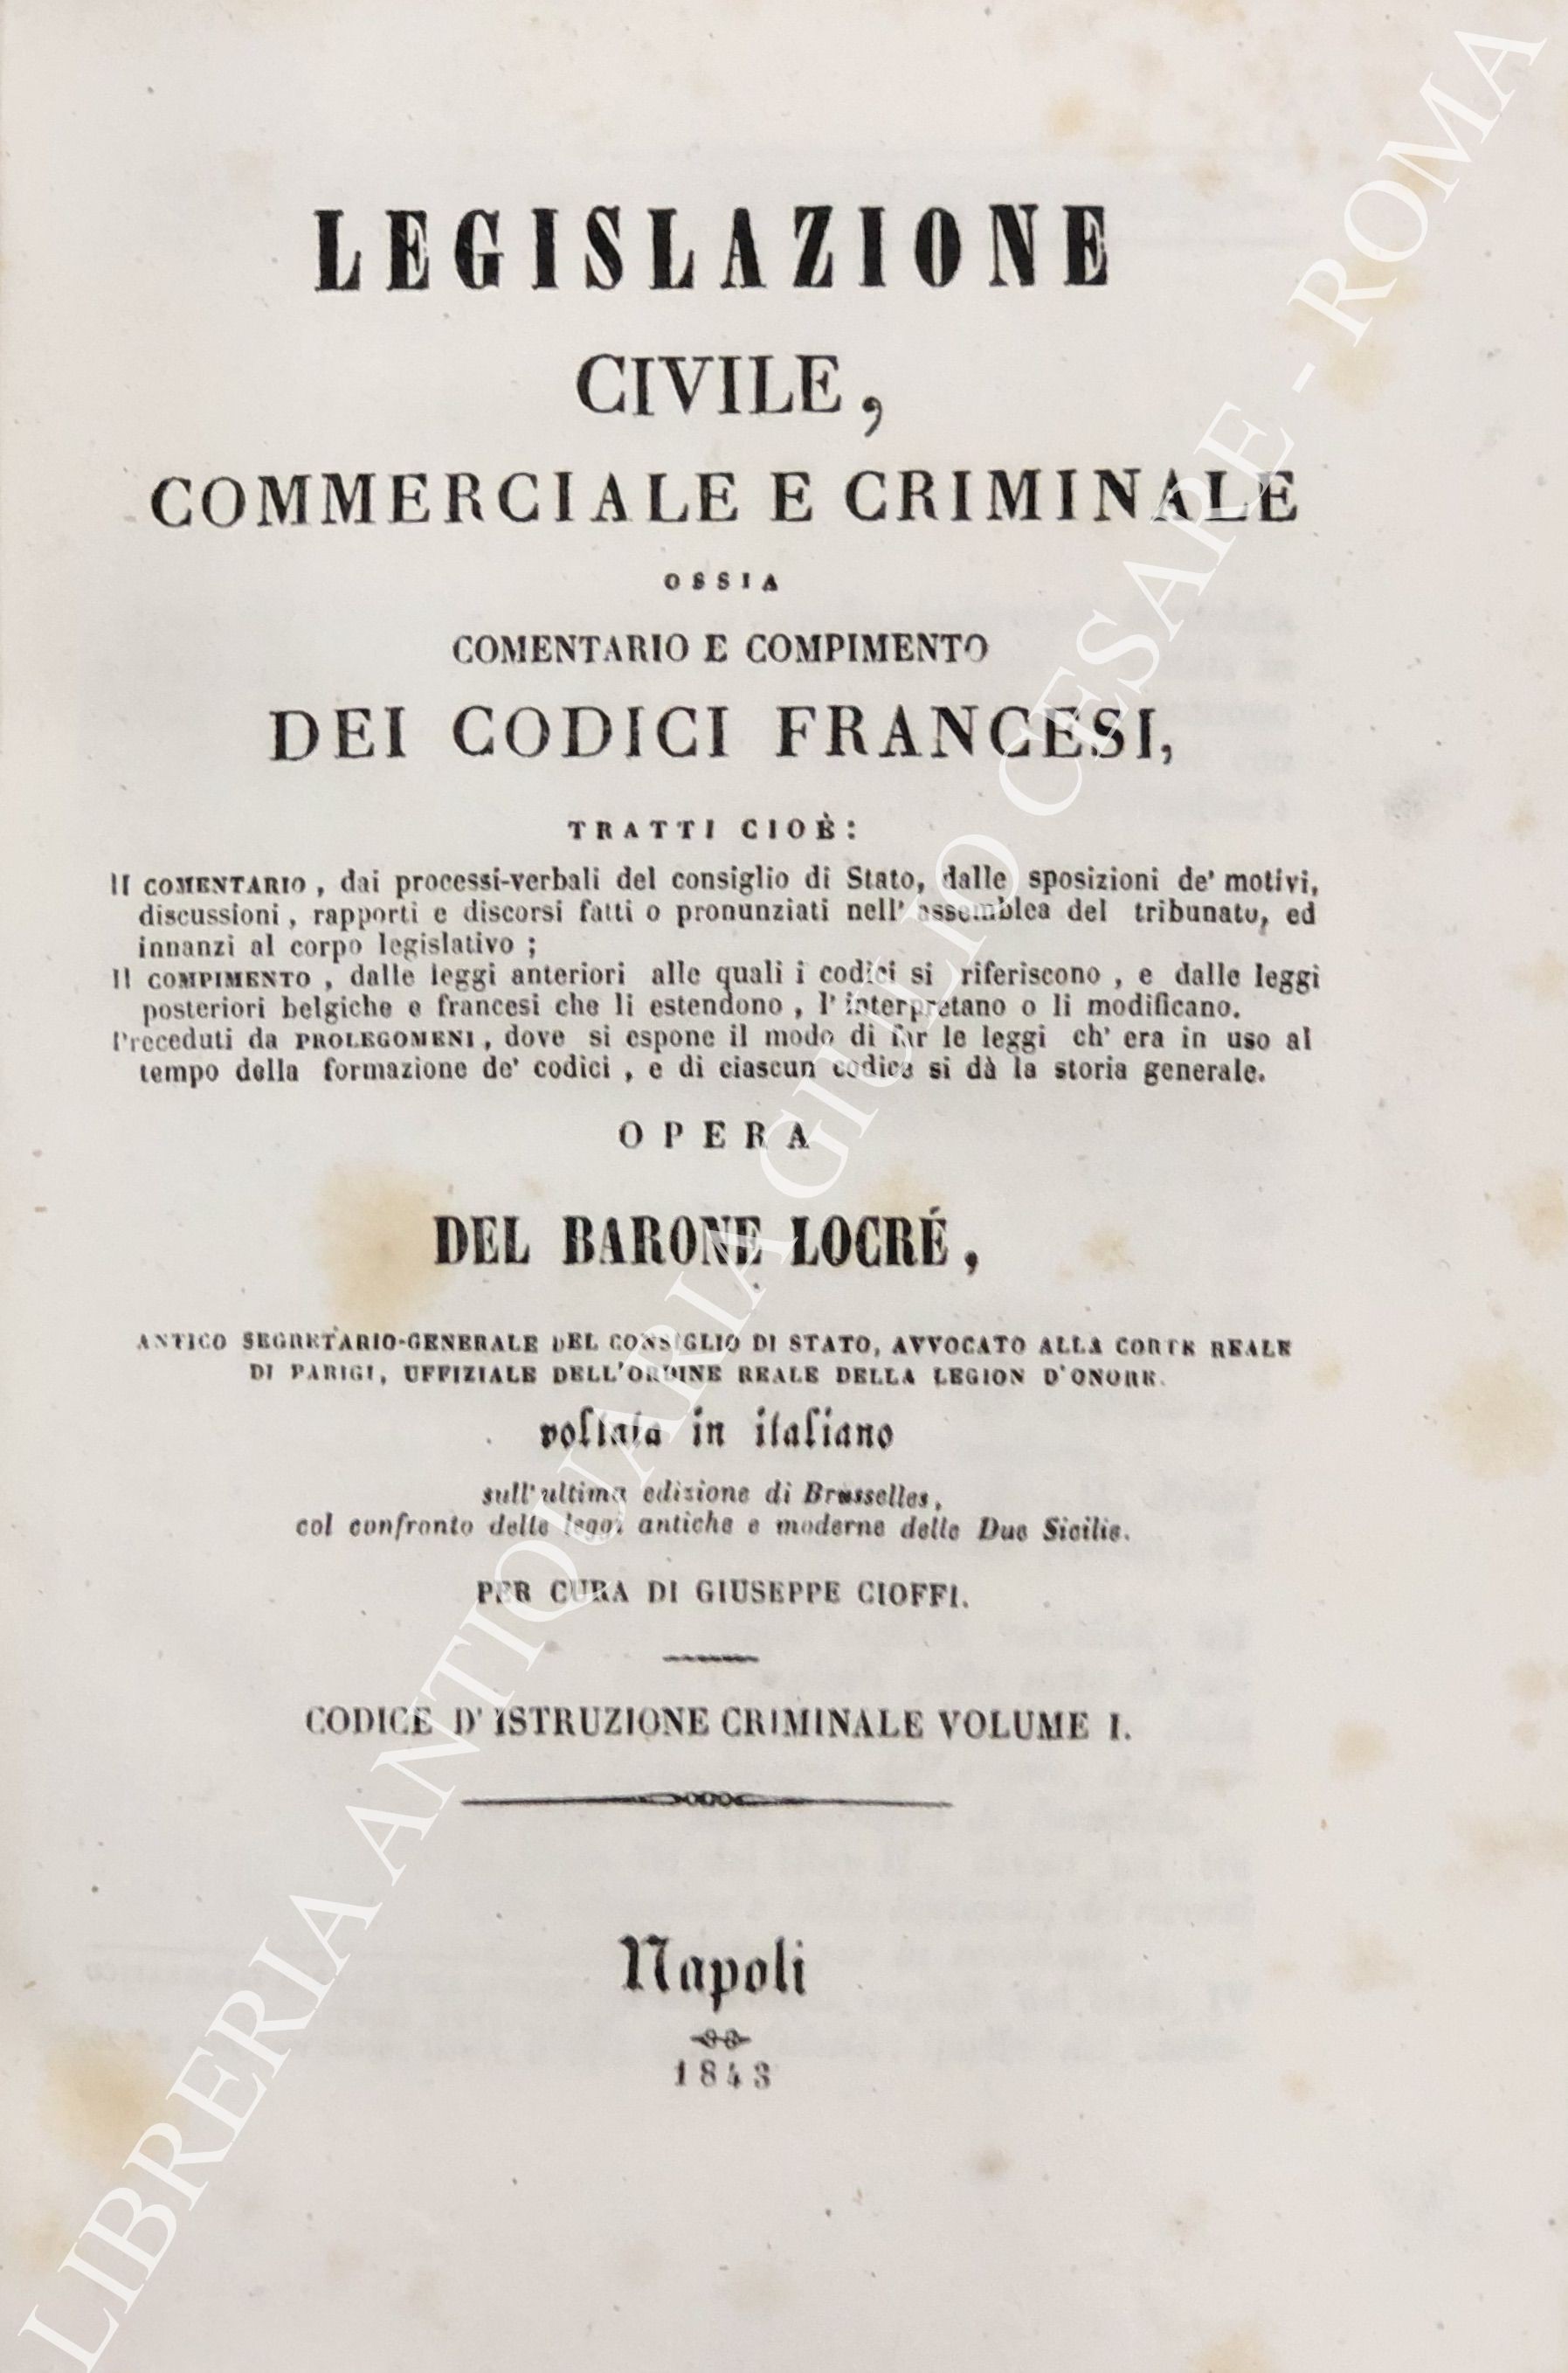 LEGISLAZIONE
CIVILE,
COMMERCIALE E CRIMINALE
OSSIA
COMENTARIO E COMPIMENTO
DEI CODICI FRANCESI,
TRATTI CIOÈ:
Il COMENTARIO, dai processi-verbali del consiglio di Stato, dalle sposizioni de' motivi,
discussioni, rapporti e discorsi fatti o pronunziati nell' assemblea del tribunato, ed
innanzi al corpo legislativo;
Il COMPIMENTO, dalle leggi anteriori alle quali i codici si riferiscono, e dalle leggi
posteriori belgiche e francesi che li estendono, l' interpretano o li modificano.
Preceduti da PROLEGOMENI, dove si espone il modo di far le leggi ch' era in uso al
tempo della formazione de' codici, e di ciascun codice si dà la storia generale.
OPERA
DEL BARONE LOCRÉ,
ANTICO SEGRETARIO-GENERALE DEL CONSIGLIO DI STATO, AVVOCATO ALLA CORTE REALE
DI PARIGI, UFFIZIALE DELL'ORDINE REALE DELLA LEGION D'ONORE.
voltata in italiano
sull'ultima edizione di Brusselles,
col confronto delle leggi antiche e moderne delle Due Sicilie.
PER CURA DI GIUSEPPE CIOFFI.
CODICE D' ISTRUZIONE CRIMINALE VOLUME I.
Napoli
1843
LIBRERIA ANTIQUARIA GIULIO CESARE - ROMA